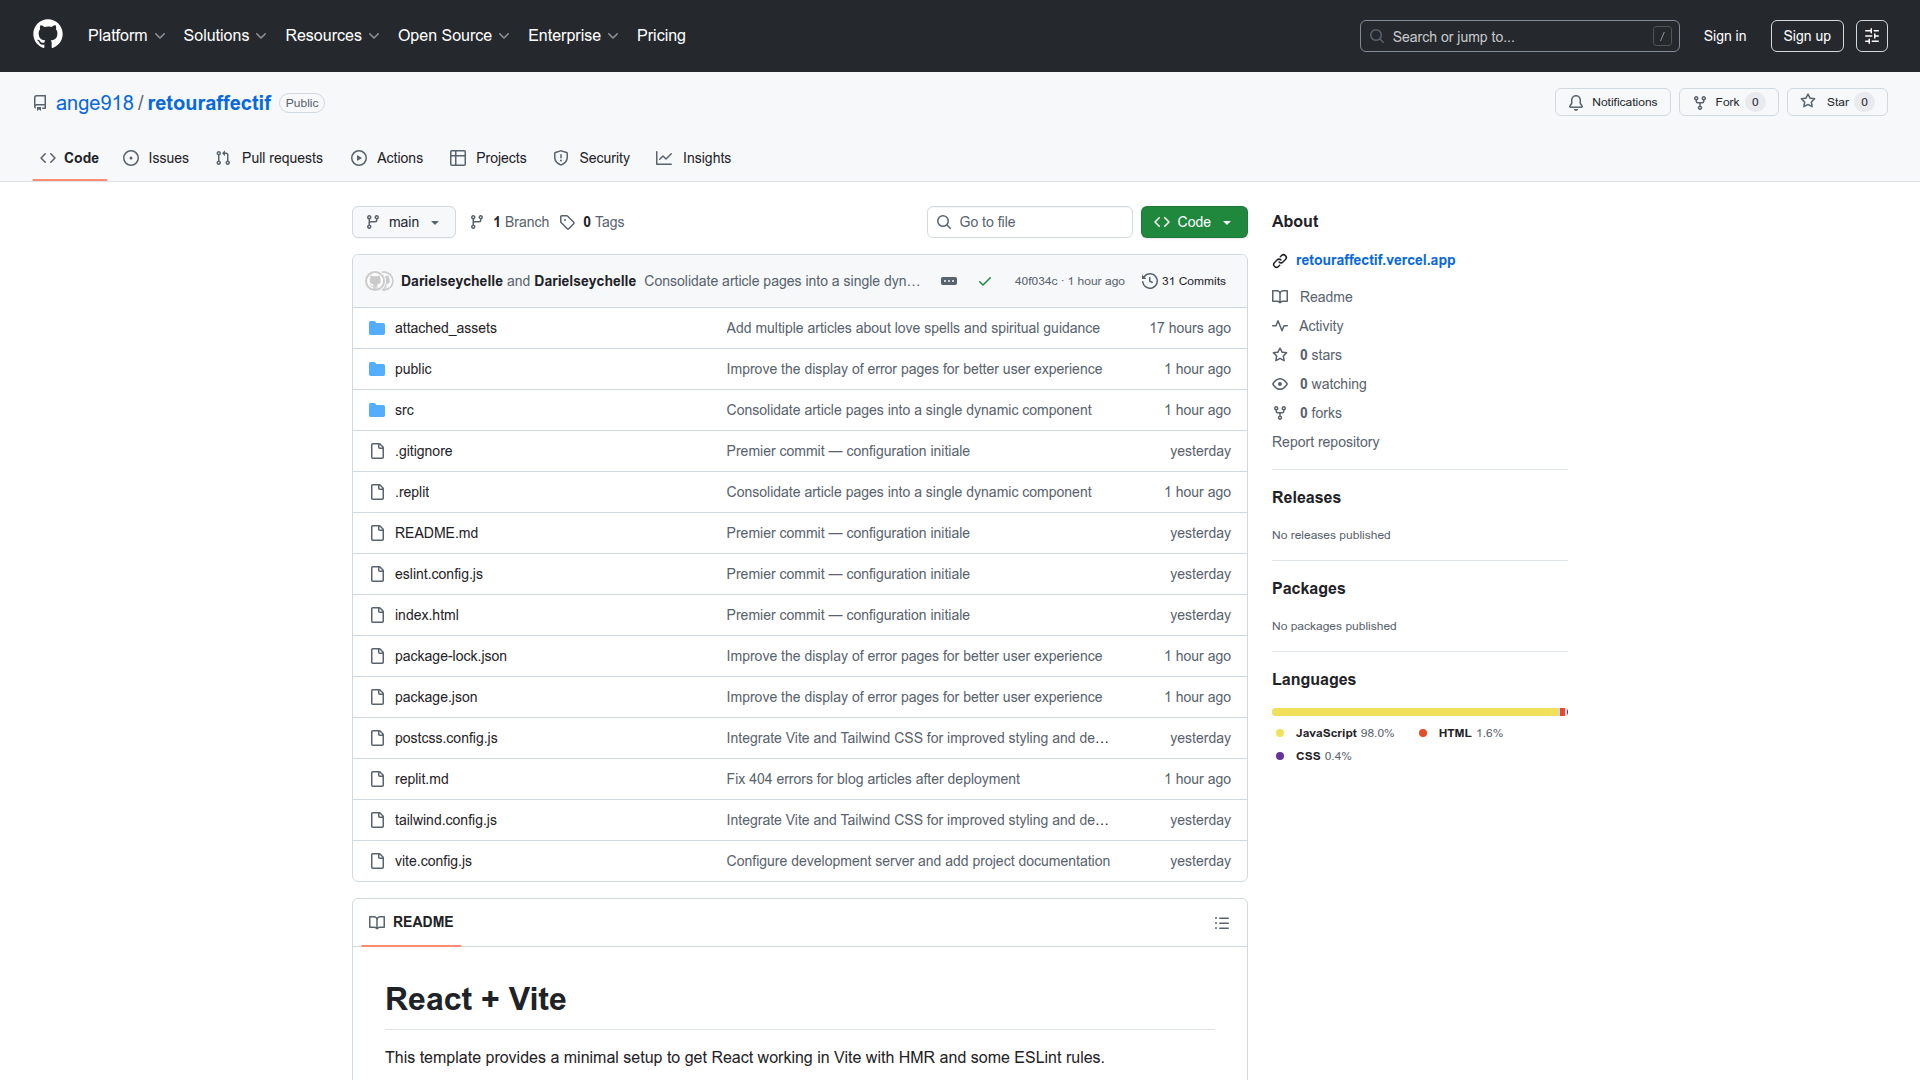 Platform Solutions Resources Open Source Enterprise Pricing Search or jump to... / Sign in Sign up
ange918 / retouraffectif Public Notifications Fork 0 Star 0
Code Issues Pull requests Actions Projects Security Insights
main 1 Branch 0 Tags Go to file Code
Darielseychelle and Darielseychelle Consolidate article pages into a single dyn… 40f034c · 1 hour ago 31 Commits
attached_assets Add multiple articles about love spells and spiritual guidance 17 hours ago
public Improve the display of error pages for better user experience 1 hour ago
src Consolidate article pages into a single dynamic component 1 hour ago
.gitignore Premier commit — configuration initiale yesterday
.replit Consolidate article pages into a single dynamic component 1 hour ago
README.md Premier commit — configuration initiale yesterday
eslint.config.js Premier commit — configuration initiale yesterday
index.html Premier commit — configuration initiale yesterday
package-lock.json Improve the display of error pages for better user experience 1 hour ago
package.json Improve the display of error pages for better user experience 1 hour ago
postcss.config.js Integrate Vite and Tailwind CSS for improved styling and de… yesterday
replit.md Fix 404 errors for blog articles after deployment 1 hour ago
tailwind.config.js Integrate Vite and Tailwind CSS for improved styling and de… yesterday
vite.config.js Configure development server and add project documentation yesterday
README
React + Vite
This template provides a minimal setup to get React working in Vite with HMR and some ESLint rules.
About
retouraffectif.vercel.app
Readme
Activity
0 stars
0 watching
0 forks
Report repository
Releases
No releases published
Packages
No packages published
Languages
JavaScript 98.0% HTML 1.6%
CSS 0.4%